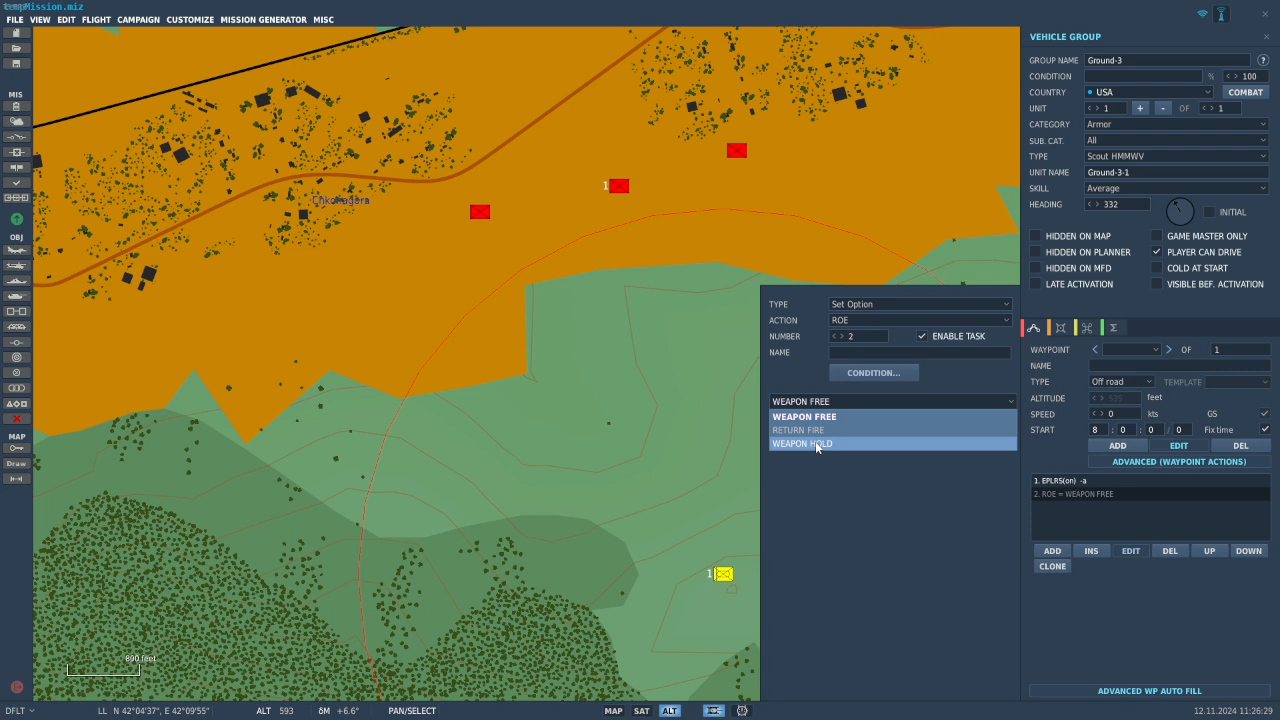 tempMission.miz
FILE VIEW EDIT FLIGHT CAMPAIGN CUSTOMIZE MISSION GENERATOR MISC
MIS
OBJ
MAP
Draw
1
1
800 feet
TYPE Set Option
ACTION ROE
NUMBER < > 2 ENABLE TASK
NAME
CONDITION...
WEAPON FREE
WEAPON FREE
RETURN FIRE
WEAPON HOLD
VEHICLE GROUP
GROUP NAME Ground-3 ?
CONDITION % < > 100
COUNTRY USA COMBAT
UNIT < > 1 + - OF < > 1
CATEGORY Armor
SUB. CAT. All
TYPE Scout HMMWV
UNIT NAME Ground-3-1
SKILL Average
HEADING < > 332 INITIAL
HIDDEN ON MAP GAME MASTER ONLY
HIDDEN ON PLANNER PLAYER CAN DRIVE
HIDDEN ON MFD COLD AT START
LATE ACTIVATION VISIBLE BEF. ACTIVATION
WAYPOINT < > OF 1
NAME
TYPE Off road TEMPLATE
ALTITUDE < > 535 feet
SPEED < > 0 kts GS
START 8 : 0 : 0 / 0 Fix time
ADD EDIT DEL
ADVANCED (WAYPOINT ACTIONS)
1. EPLRS(on) -a
2. ROE = WEAPON FREE
ADD INS EDIT DEL UP DOWN
CLONE
ADVANCED WP AUTO FILL
DFLT LL N 42°04'37", E 42°09'55" ALT 593 δM +6.6° PAN/SELECT MAP SAT ALT 12.11.2024 11:26:29